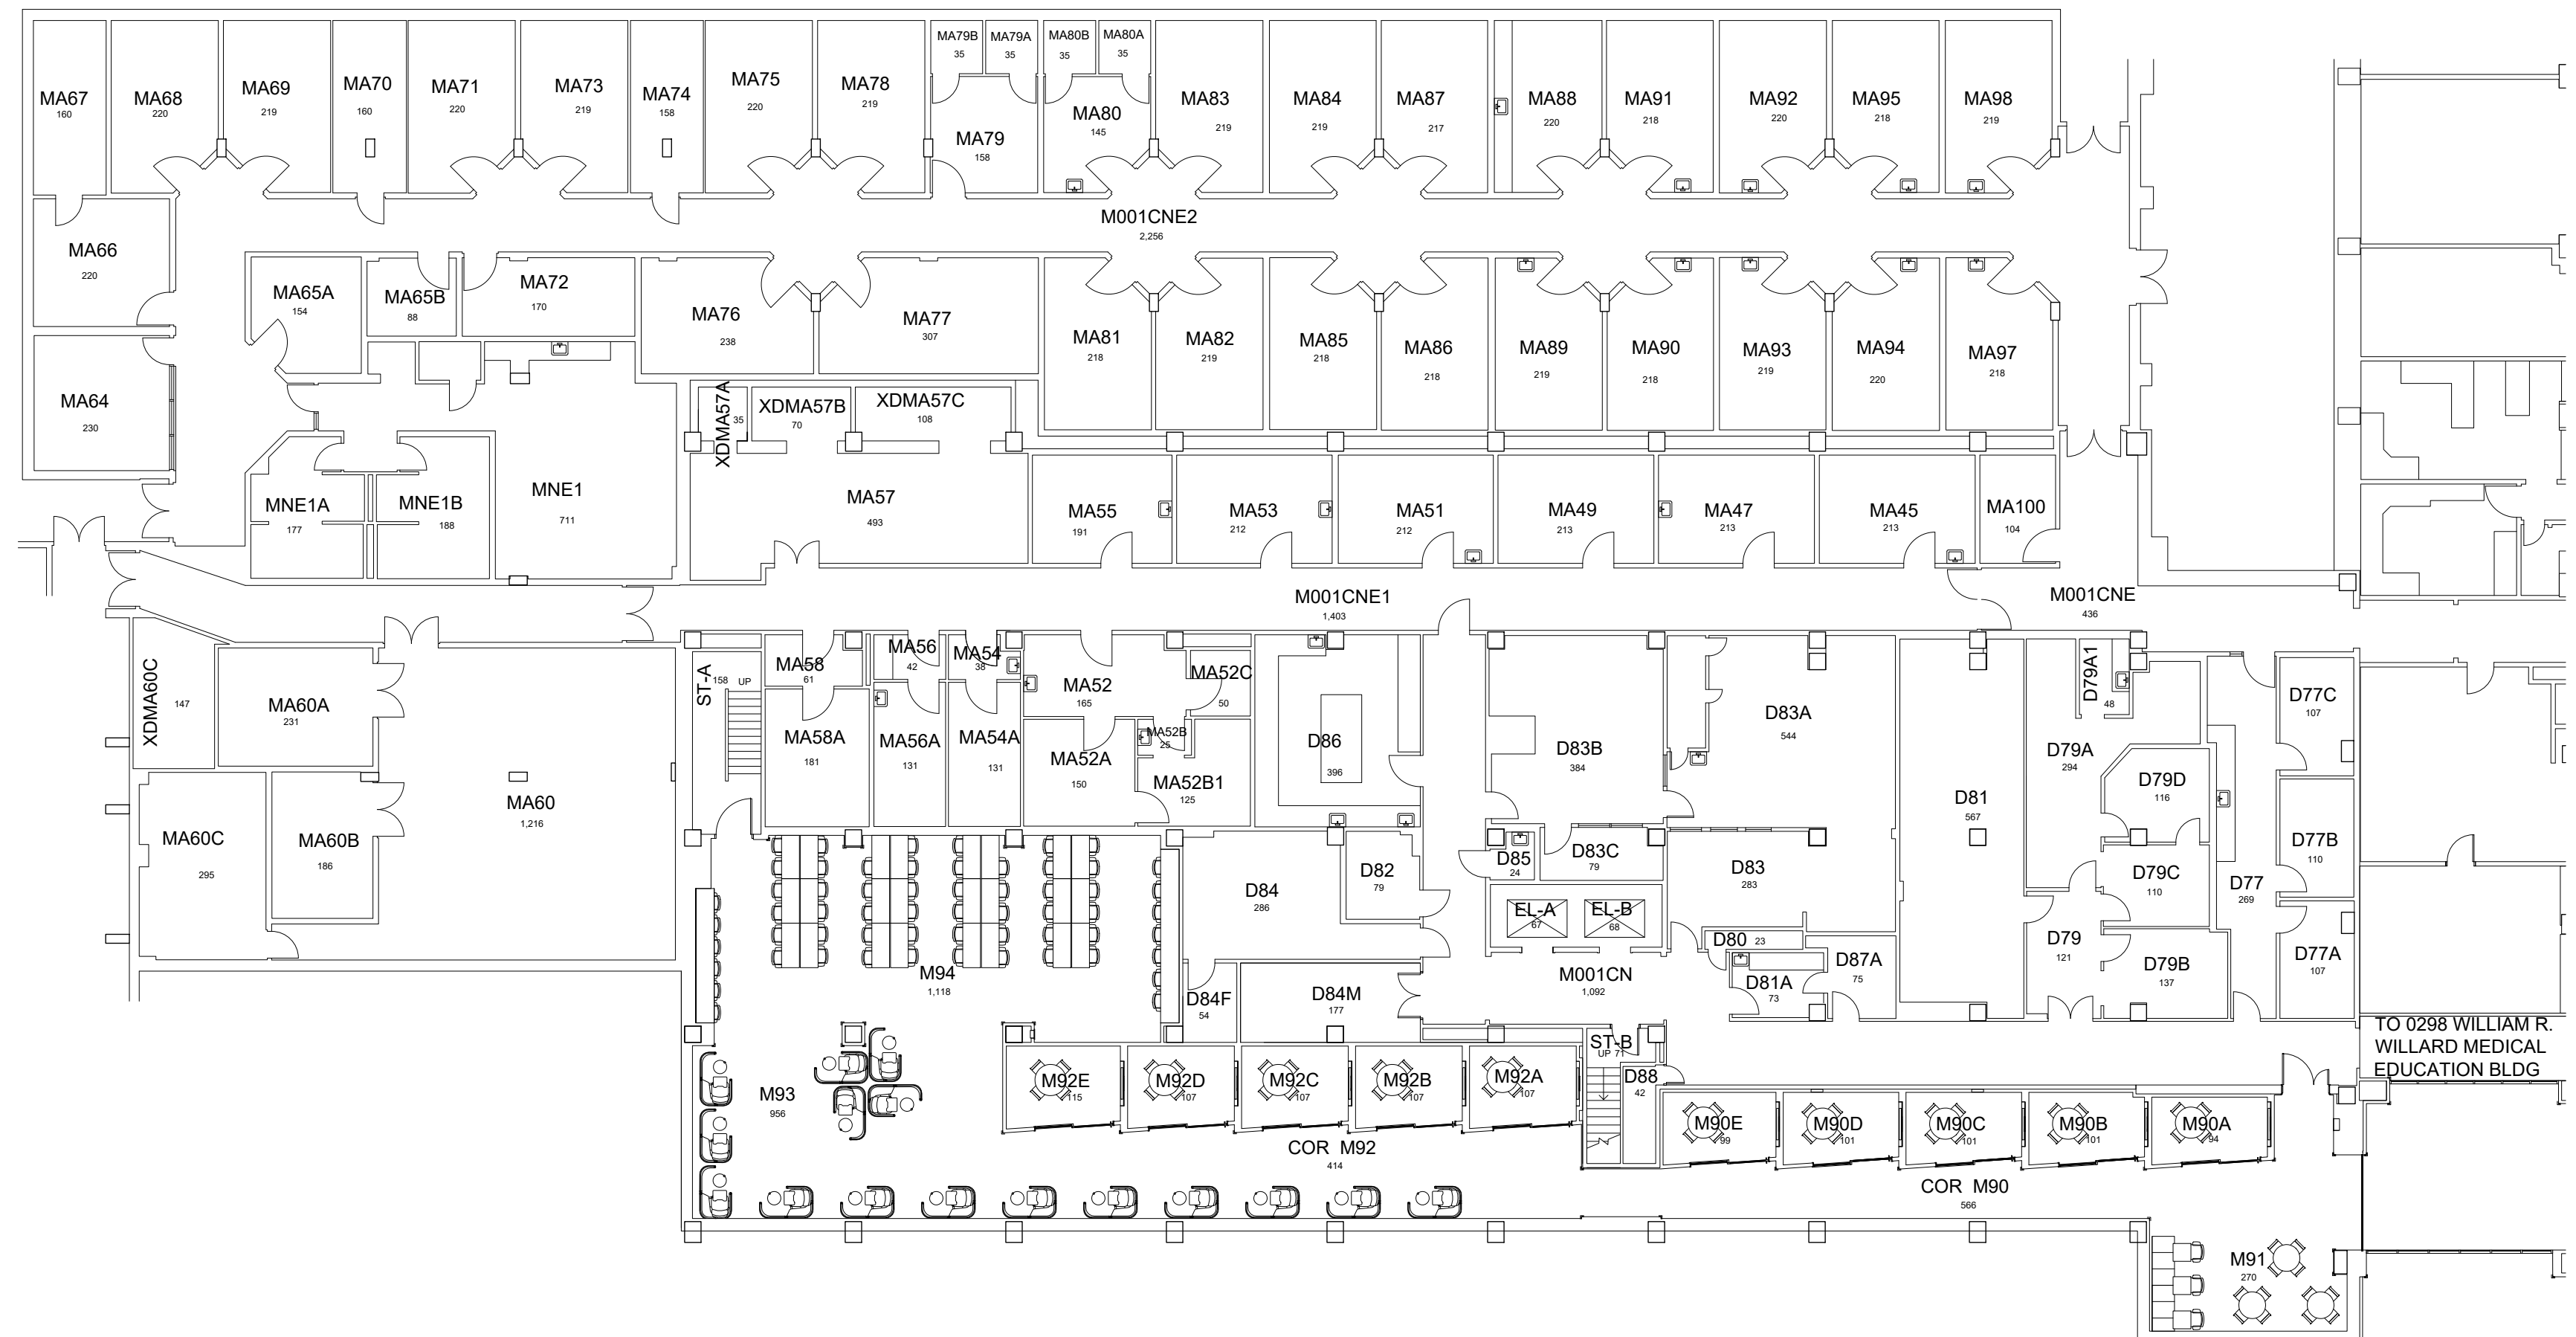 MA67
160
MA68
220
MA69
219
MA70
160
MA71
220
MA73
219
MA74
158
MA75
220
MA78
219
MA79B
35
MA79A
35
MA79
158
MA80B
35
MA80A
35
MA80
145
MA83
219
MA84
219
MA87
217
MA88
220
MA91
218
MA92
220
MA95
218
MA98
219
M001CNE2
2,256
MA66
220
MA65A
154
MA65B
88
MA72
170
MA76
238
MA77
307
MA81
218
MA82
219
MA85
218
MA86
218
MA89
219
MA90
218
MA93
219
MA94
220
MA97
218
MA64
230
XDMA57A
35
XDMA57B
70
XDMA57C
108
MNE1A
177
MNE1B
188
MNE1
711
MA57
493
MA55
191
MA53
212
MA51
212
MA49
213
MA47
213
MA45
213
MA100
104
M001CNE1
1,403
M001CNE
436
XDMA60C
147
MA60A
231
ST-A
158
UP
MA58
61
MA56
42
MA54
38
MA52
165
MA52C
50
MA58A
181
MA56A
131
MA54A
131
MA52A
150
MA52B
25
MA52B1
125
D86
396
D83B
384
D83A
544
D79A1
48
D79A
294
D77C
107
D79D
116
D81
567
MA60
1,216
MA60C
295
MA60B
186
D84
286
D82
79
D85
24
D83C
79
D83
283
D79C
110
D77
269
D77B
110
EL-A
67
EL-B
68
D80
23
D79
121
D87A
75
D79B
137
D77A
107
M94
1,118
D84F
54
D84M
177
M001CN
1,092
D81A
73
ST-B
UP 71
D88
42
TO 0298 WILLIAM R.
WILLARD MEDICAL
EDUCATION BLDG
M93
956
M92E
115
M92D
107
M92C
107
M92B
107
M92A
107
M90E
99
M90D
101
M90C
101
M90B
101
M90A
94
COR M92
414
COR M90
566
M91
270